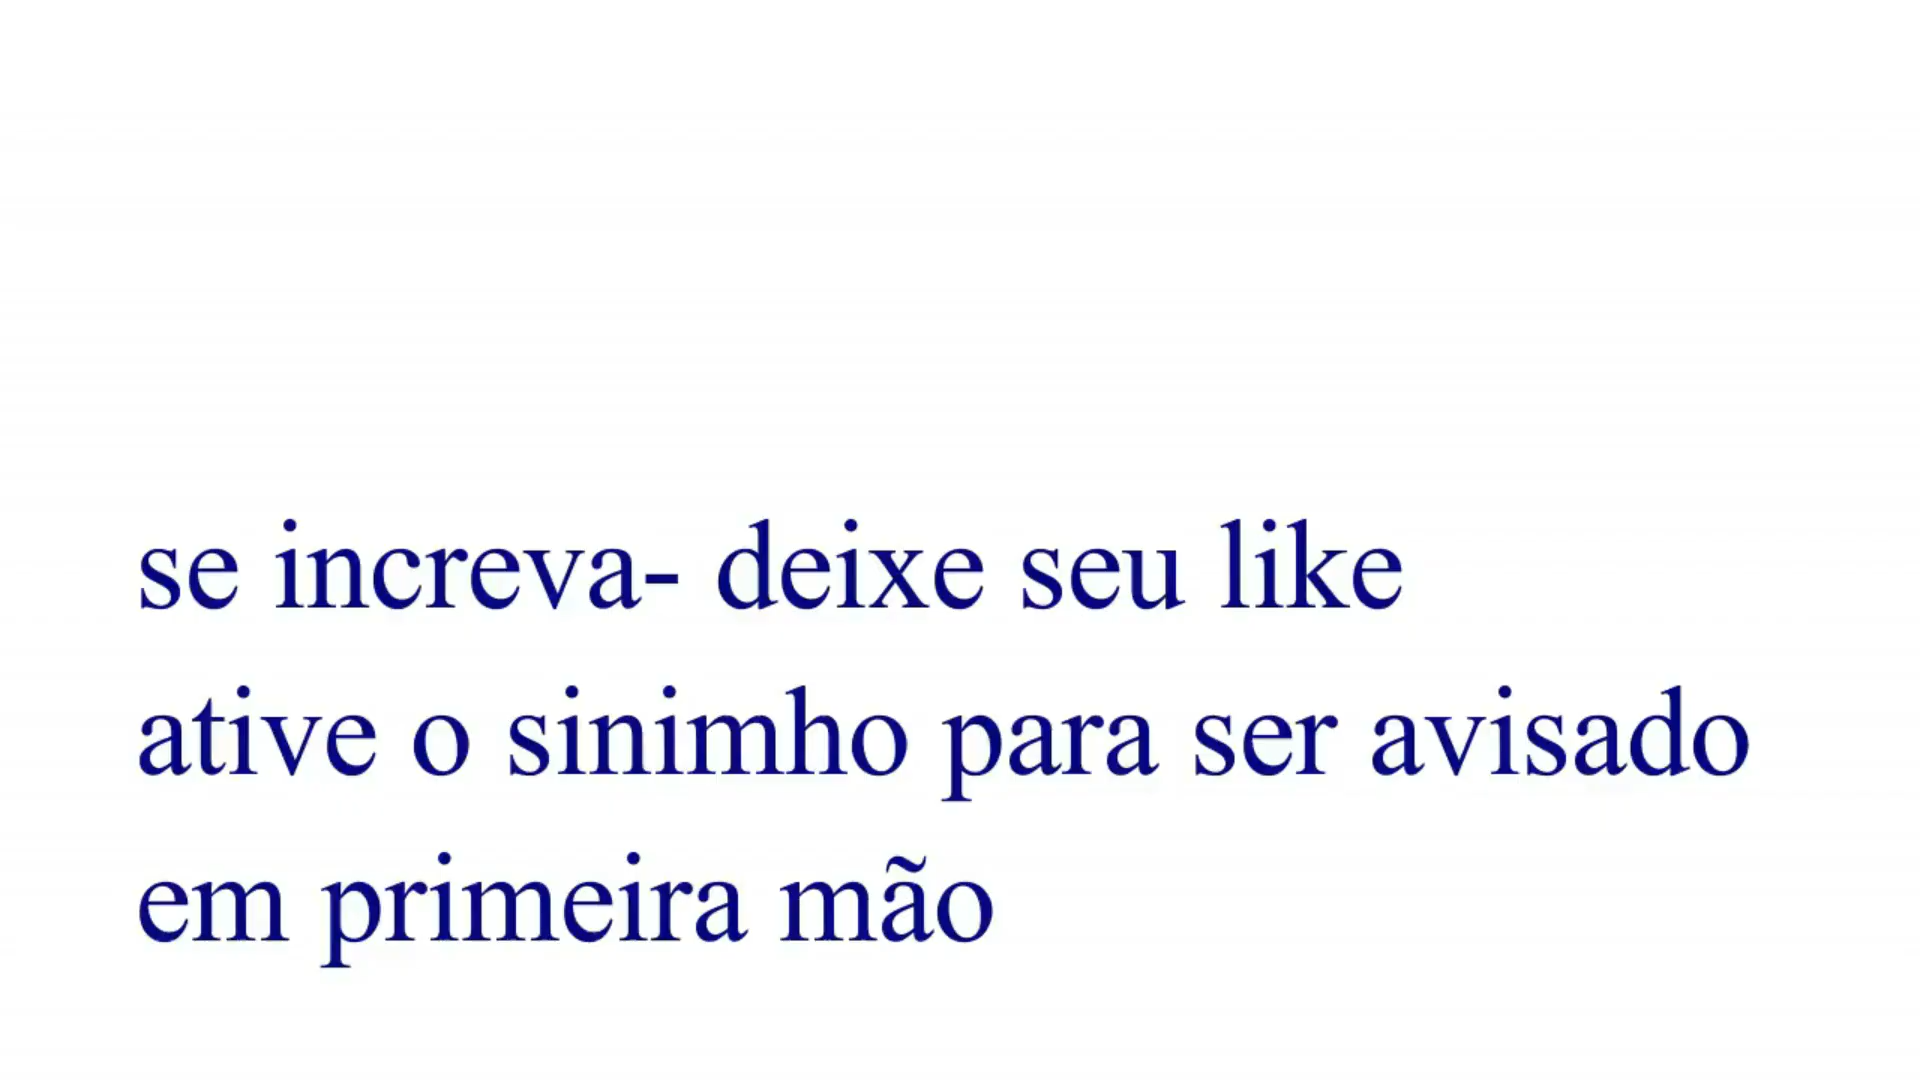 se increva- deixe seu like
ative o sinimho para ser avisado
em primeira mão